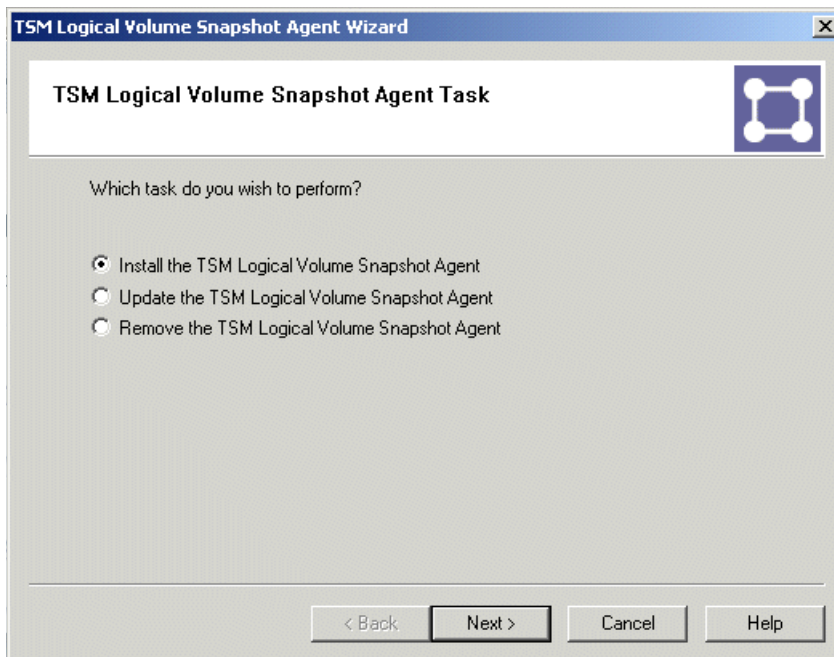 TSM Logical Volume Snapshot Agent Wizard
TSM Logical Volume Snapshot Agent Task
Which task do you wish to perform?
Install the TSM Logical Volume Snapshot Agent
Update the TSM Logical Volume Snapshot Agent
Remove the TSM Logical Volume Snapshot Agent
< Back Next > Cancel Help